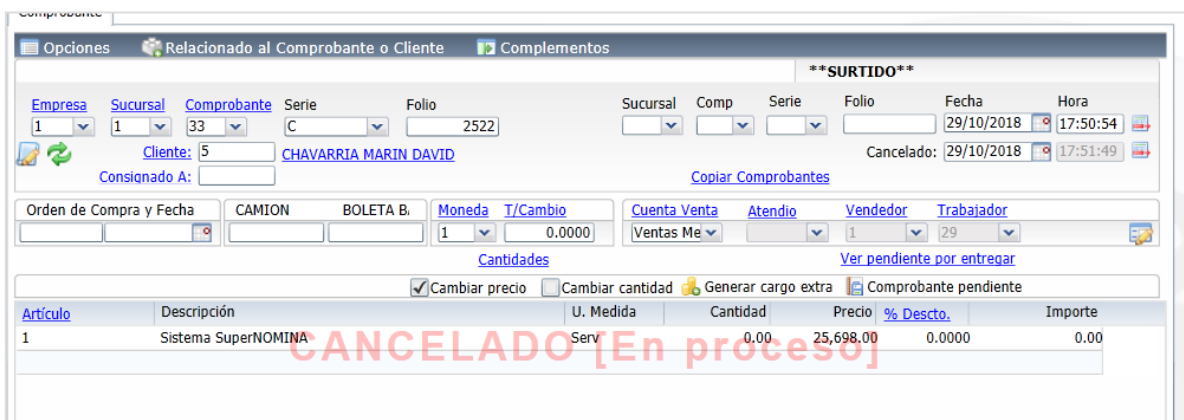 Comprobante
Opciones Relacionado al Comprobante o Cliente Complementos
**SURTIDO**
Empresa Sucursal Comprobante Serie Folio Sucursal Comp Serie Folio Fecha Hora
1 1 33 C 2522 29/10/2018 17:50:54
Cliente: 5 CHAVARRIA MARIN DAVID Cancelado: 29/10/2018 17:51:49
Consignado A: Copiar Comprobantes
Orden de Compra y Fecha CAMION BOLETA B. Moneda T/Cambio Cuenta Venta Atendio Vendedor Trabajador
1 0.0000 Ventas Me 1 29
Cantidades Ver pendiente por entregar
Cambiar precio Cambiar cantidad Generar cargo extra Comprobante pendiente
Artículo Descripción U. Medida Cantidad Precio % Descto. Importe
1 Sistema SuperNOMINA Serv 0.00 25,698.00 0.0000 0.00
CANCELADO [En proceso]